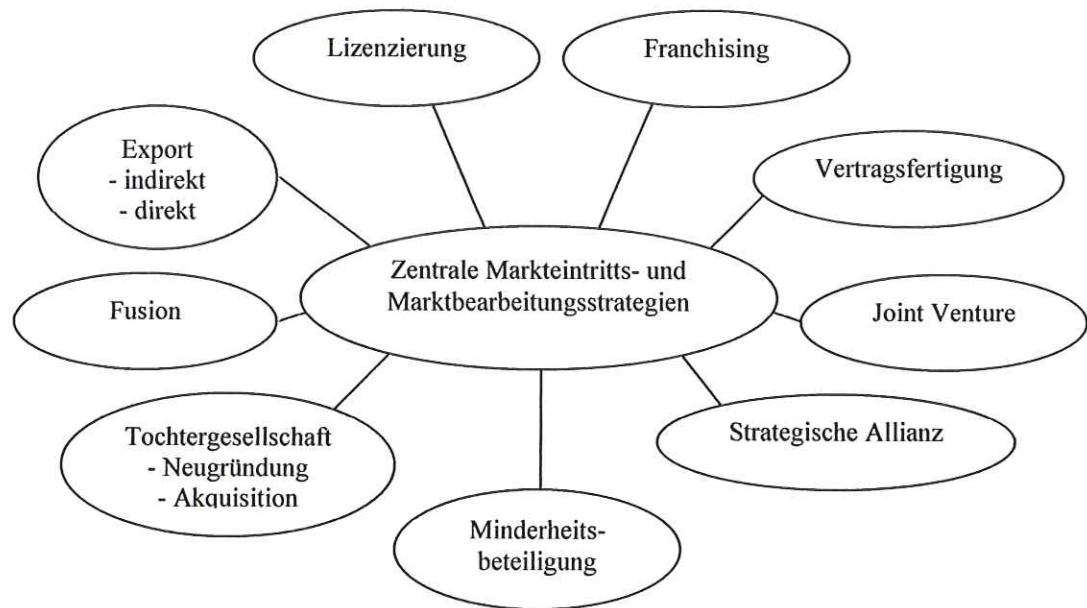 Lizenzierung
Franchising
Export
- indirekt
- direkt
Vertragsfertigung
Zentrale Markteintritts- und
Marktbearbeitungsstrategien
Fusion
Joint Venture
Tochtergesellschaft
- Neugründung
- Akquisition
Strategische Allianz
Minderheits-
beteiligung